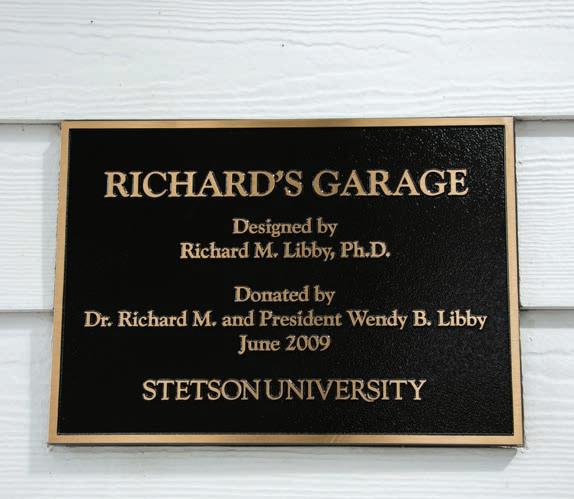 RICHARD'S GARAGE
Designed by
Richard M. Libby, Ph.D.
Donated by
Dr. Richard M. and President Wendy B. Libby
June 2009
STETSON UNIVERSITY